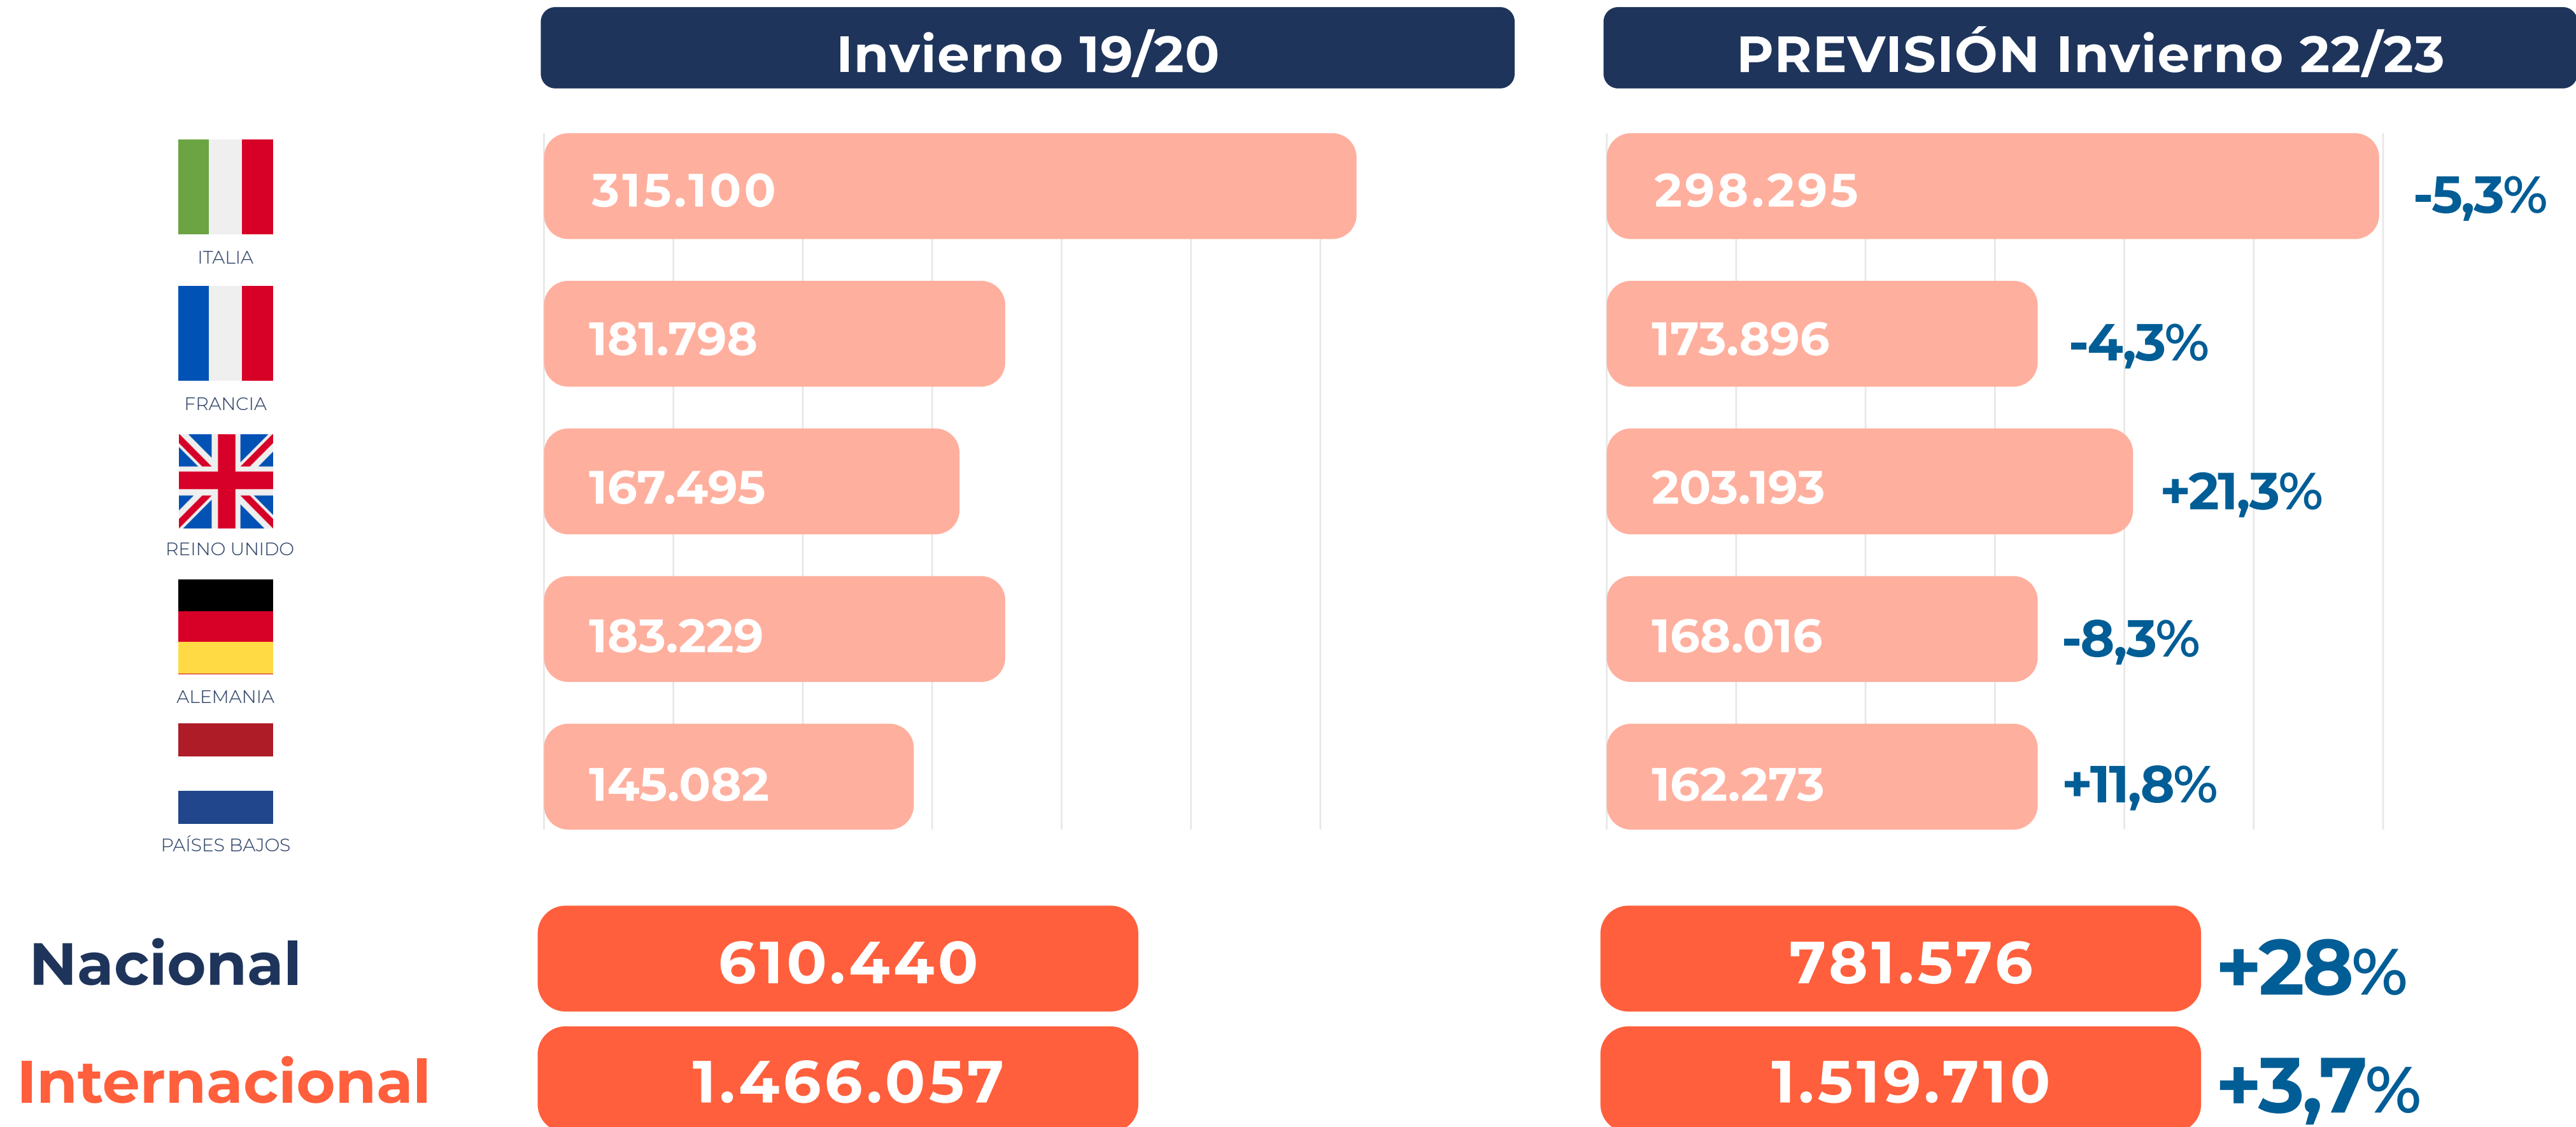 Invierno 19/20
PREVISIÓN Invierno 22/23
ITALIA
315.100
298.295
-5,3%
FRANCIA
181.798
173.896
-4,3%
REINO UNIDO
167.495
203.193
+21,3%
ALEMANIA
183.229
168.016
-8,3%
PAÍSES BAJOS
145.082
162.273
+11,8%
Nacional
610.440
781.576
+28%
Internacional
1.466.057
1.519.710
+3,7%